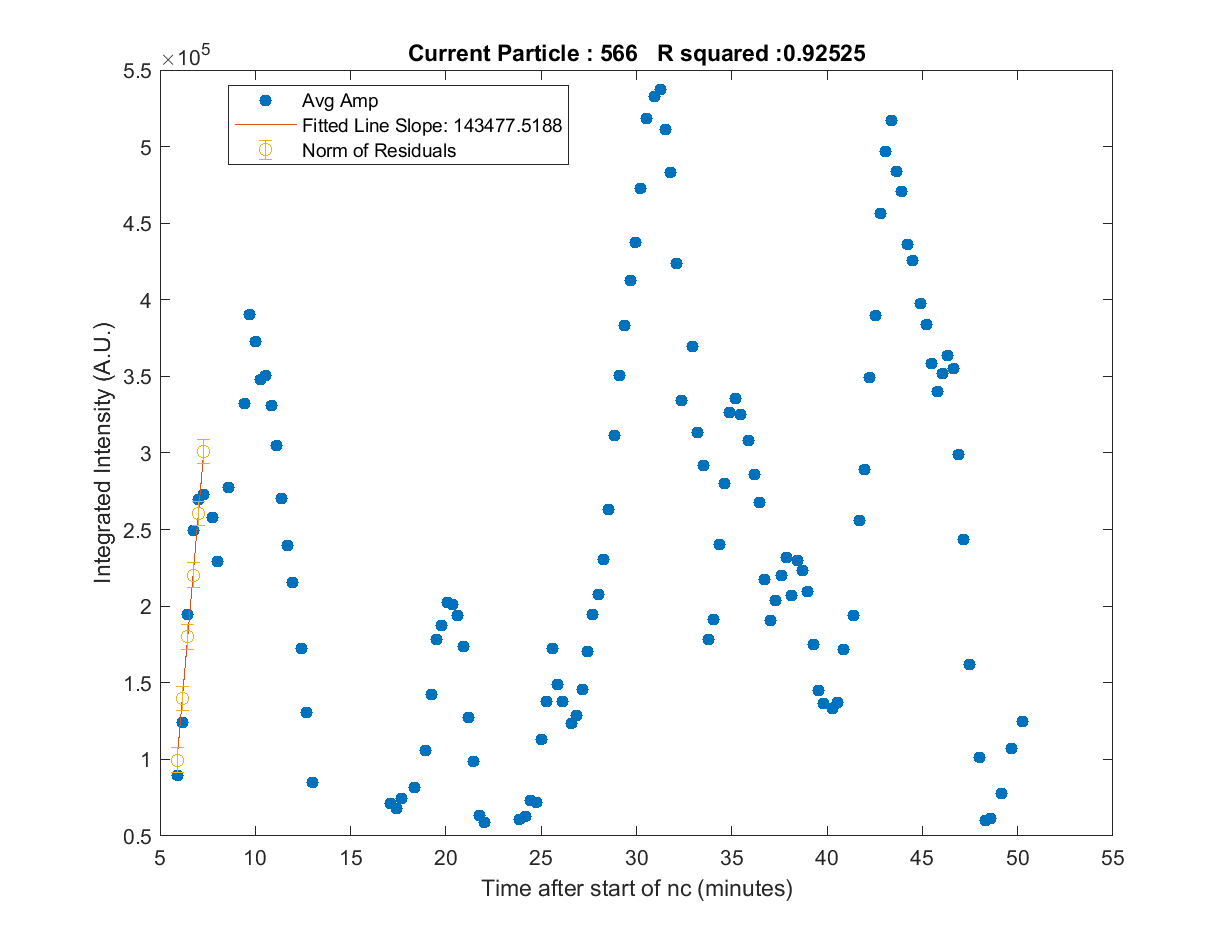 Current Particle : 566 R squared :0.92525
×10^5
5.5
5
4.5
4
3.5
3
2.5
2
1.5
1
0.5
Integrated Intensity (A.U.)
Avg Amp
Fitted Line Slope: 143477.5188
Norm of Residuals
5 10 15 20 25 30 35 40 45 50 55
Time after start of nc (minutes)